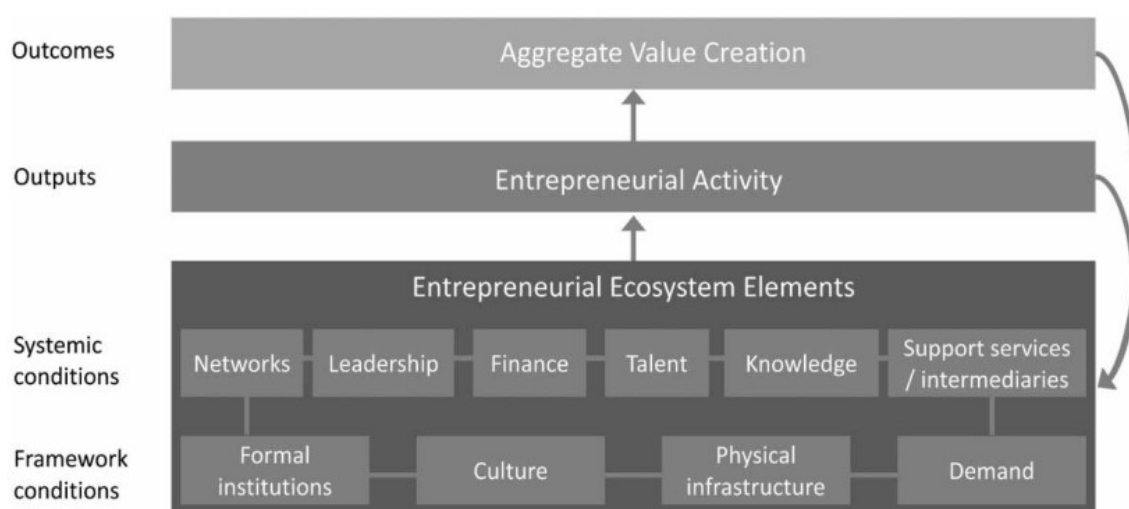 Outcomes
Aggregate Value Creation
Outputs
Entrepreneurial Activity
Entrepreneurial Ecosystem Elements
Systemic
conditions
Networks
Leadership
Finance
Talent
Knowledge
Support services
/ intermediaries
Framework
conditions
Formal
institutions
Culture
Physical
infrastructure
Demand